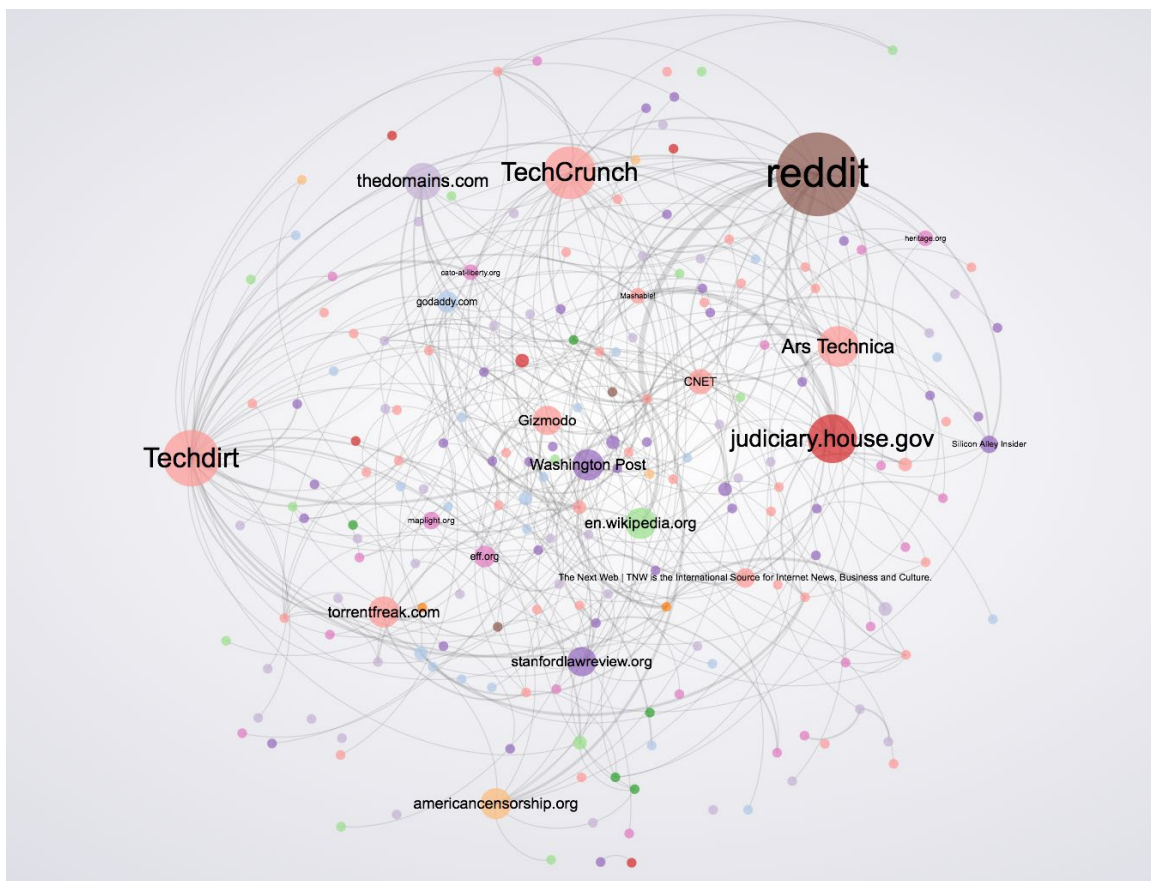 TechCrunch
reddit
thedomains.com
heritage.org
cato-at-liberty.org
godaddy.com
Mashable!
Ars Technica
CNET
Gizmodo
judiciary.house.gov
Silicon Alley Insider
Techdirt
Washington Post
maplight.org
en.wikipedia.org
eff.org
The Next Web | TNW is the International Source for Internet News, Business and Culture.
torrentfreak.com
stanfordlawreview.org
americancensorship.org